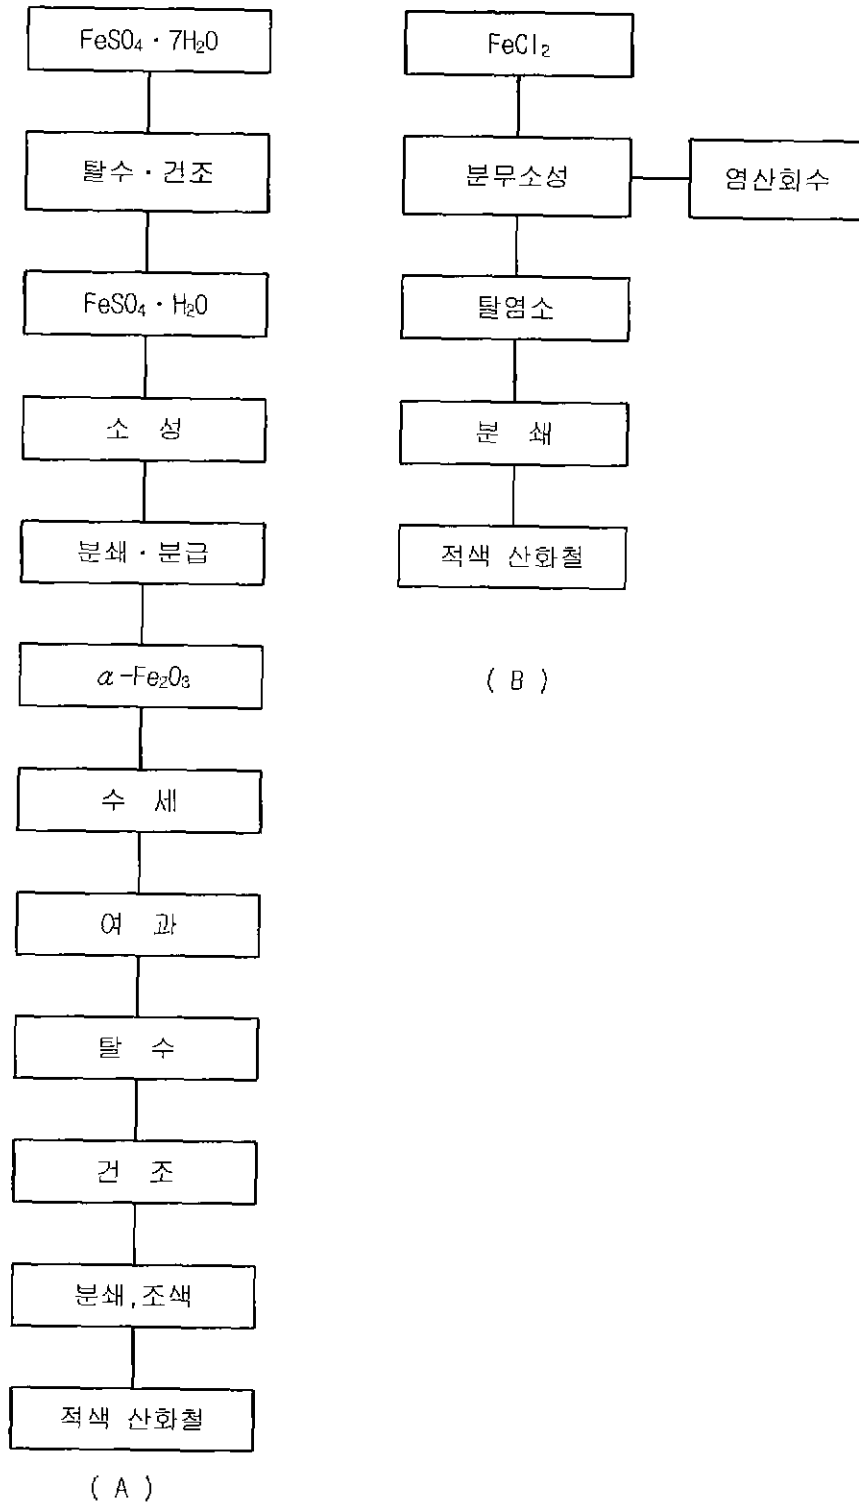 FeSO₄ · 7H₂O
탈수 · 건조
FeSO₄ · H₂O
소 성
분쇄 · 분급
α-Fe₂O₃
수 세
여 과
탈 수
건 조
분쇄,조색
적색 산화철
( A )
FeCl₂
분무소성
염산회수
탈염소
분 쇄
적색 산화철
( B )